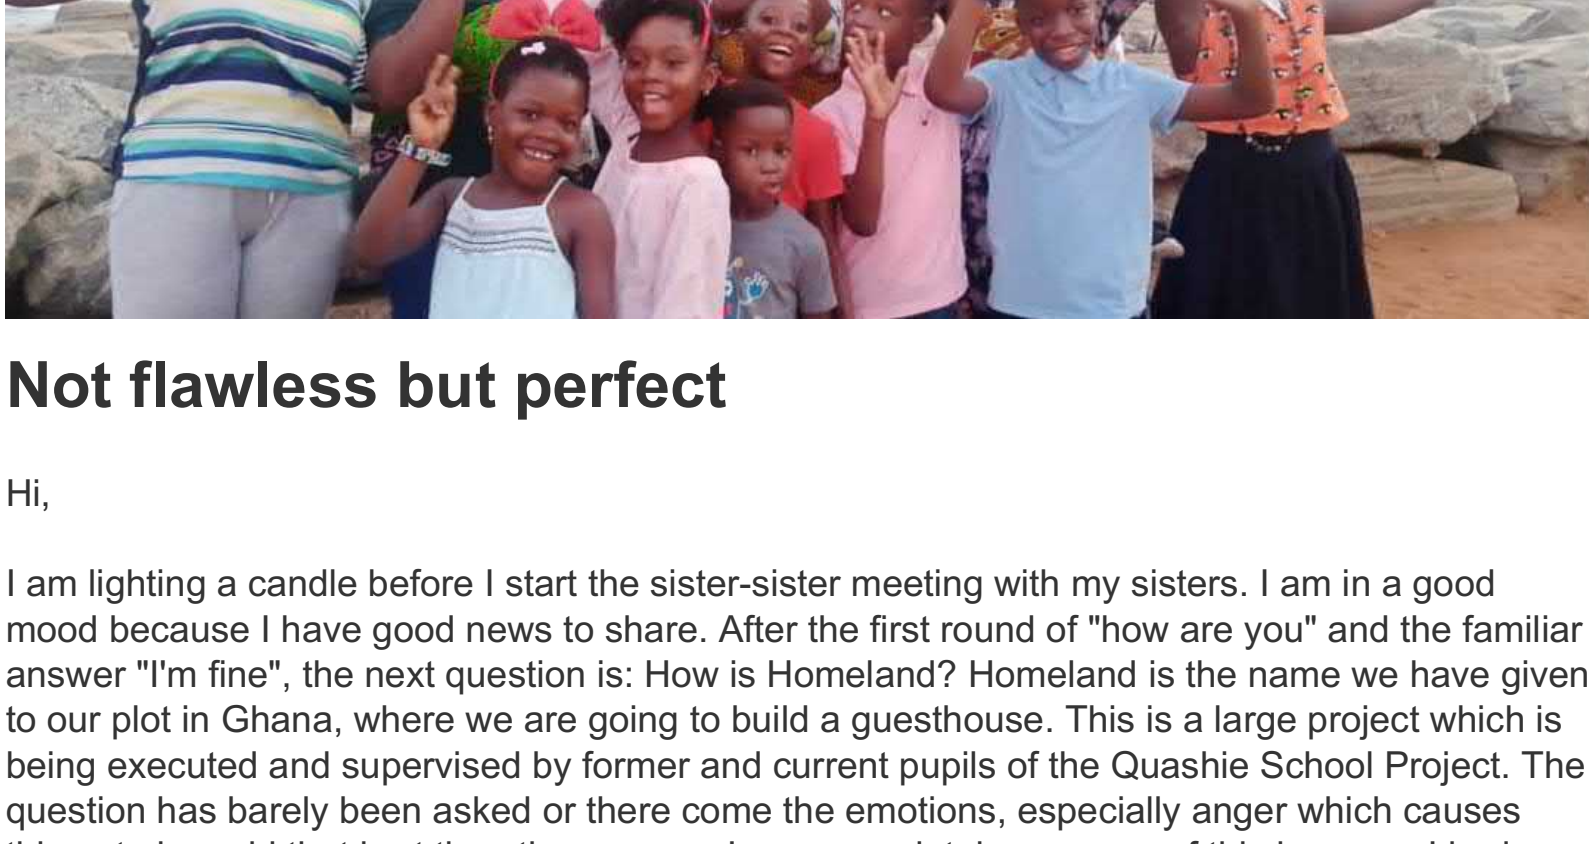 Not flawless but perfect
Hi,
I am lighting a candle before I start the sister-sister meeting with my sisters. I am in a good
mood because I have good news to share. After the first round of "how are you" and the familiar
answer "I'm fine", the next question is: How is Homeland? Homeland is the name we have given
to our plot in Ghana, where we are going to build a guesthouse. This is a large project which is
being executed and supervised by former and current pupils of the Quashie School Project. The
question has barely been asked or there come the emotions, especially anger which causes